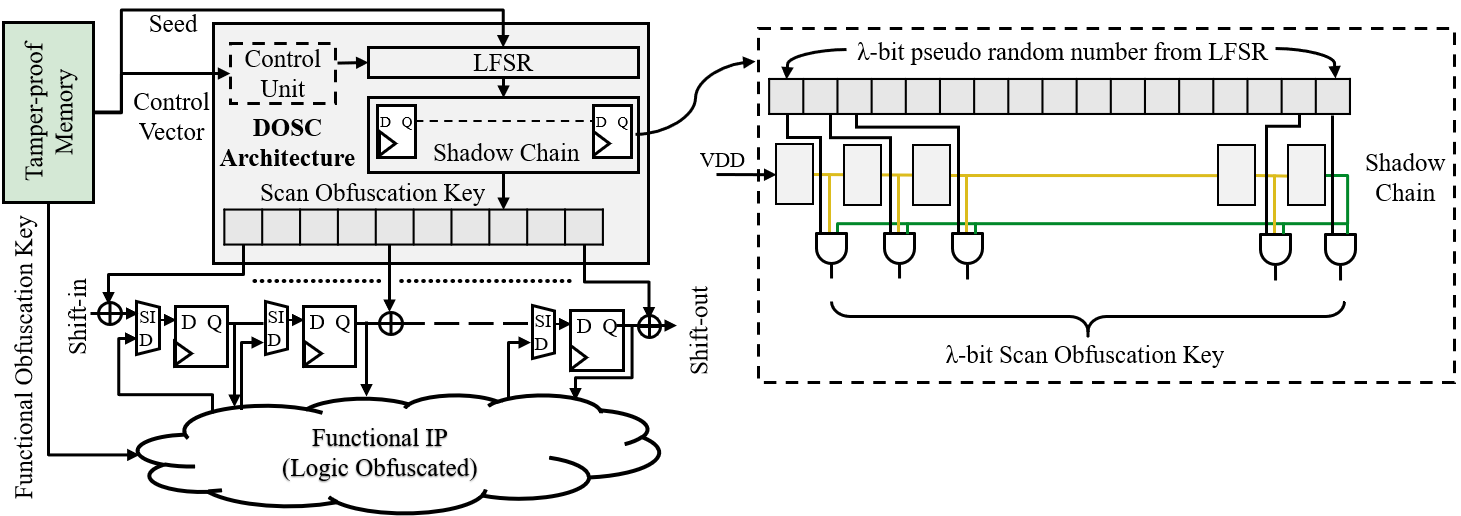 Tamper-proof
Memory
Seed
Control
Vector
Control
Unit
LFSR
DOSC
Architecture
D Q
D Q
Shadow Chain
Scan Obfuscation Key
Functional Obfuscation Key
Shift-in
SI
D
D Q
SI
D
D Q
SI
D
D Q
Shift-out
Functional IP
(Logic Obfuscated)
λ-bit pseudo random number from LFSR
VDD
Shadow
Chain
λ-bit Scan Obfuscation Key